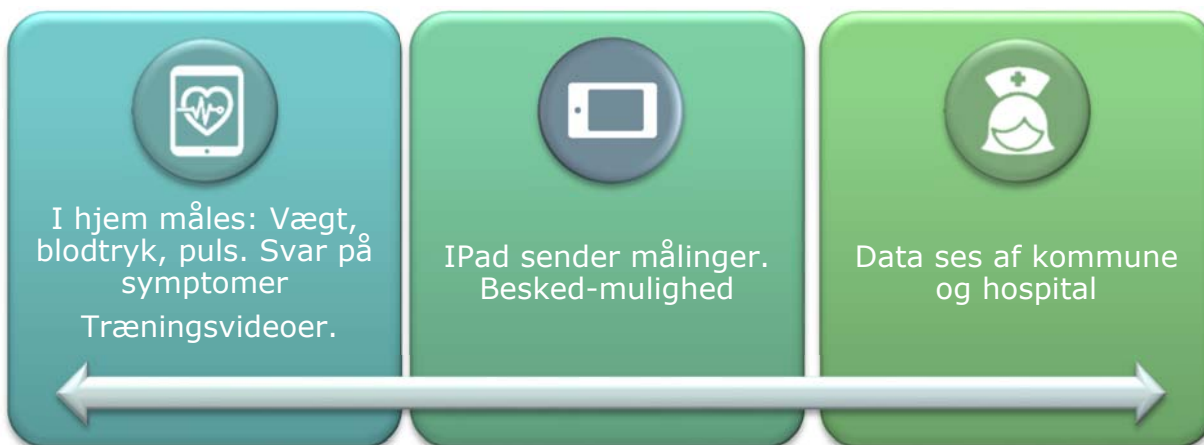 I hjem måles: Vægt,
blodtryk, puls. Svar på
symptomer
Træningsvideoer.
IPad sender målinger.
Besked-mulighed
Data ses af kommune
og hospital